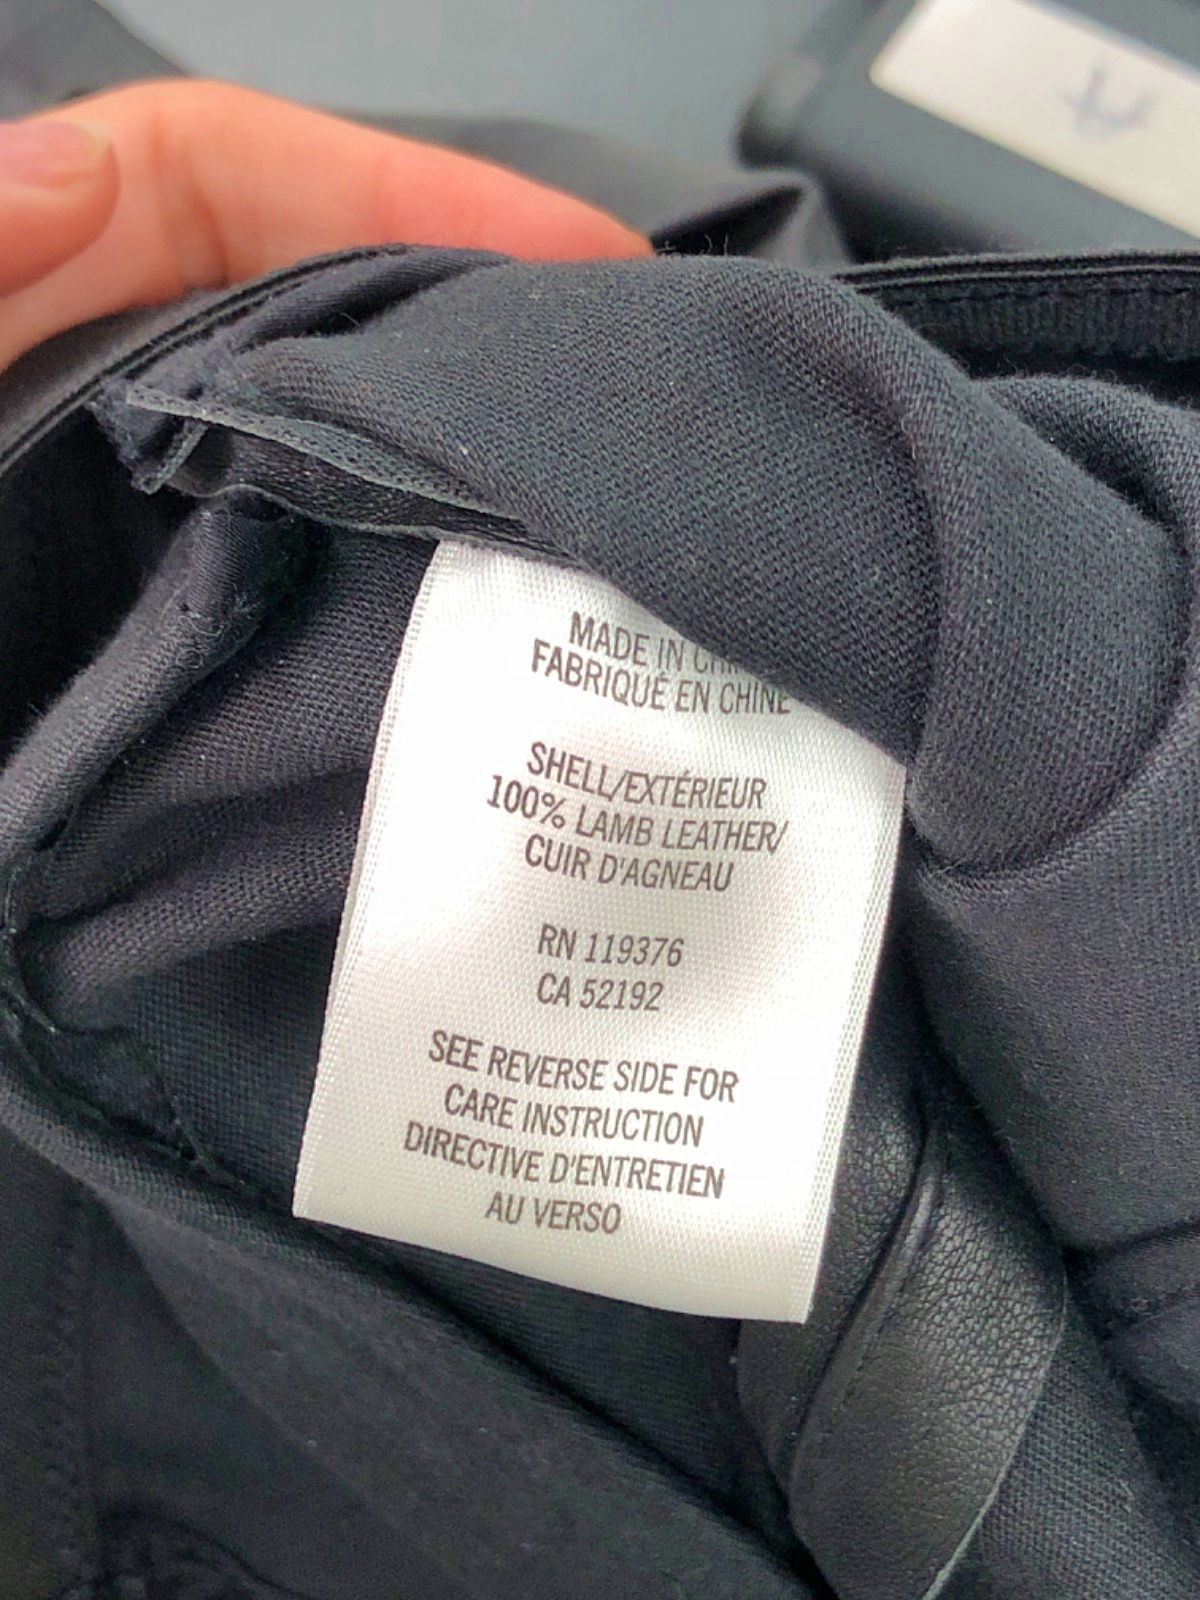 MADE IN
FABRIQUÉ EN CHINE
SHELL/EXTÉRIEUR
100% LAMB LEATHER/
CUIR D'AGNEAU
RN 119376
CA 52192
SEE REVERSE SIDE FOR
CARE INSTRUCTION
DIRECTIVE D'ENTRETIEN
AU VERSO